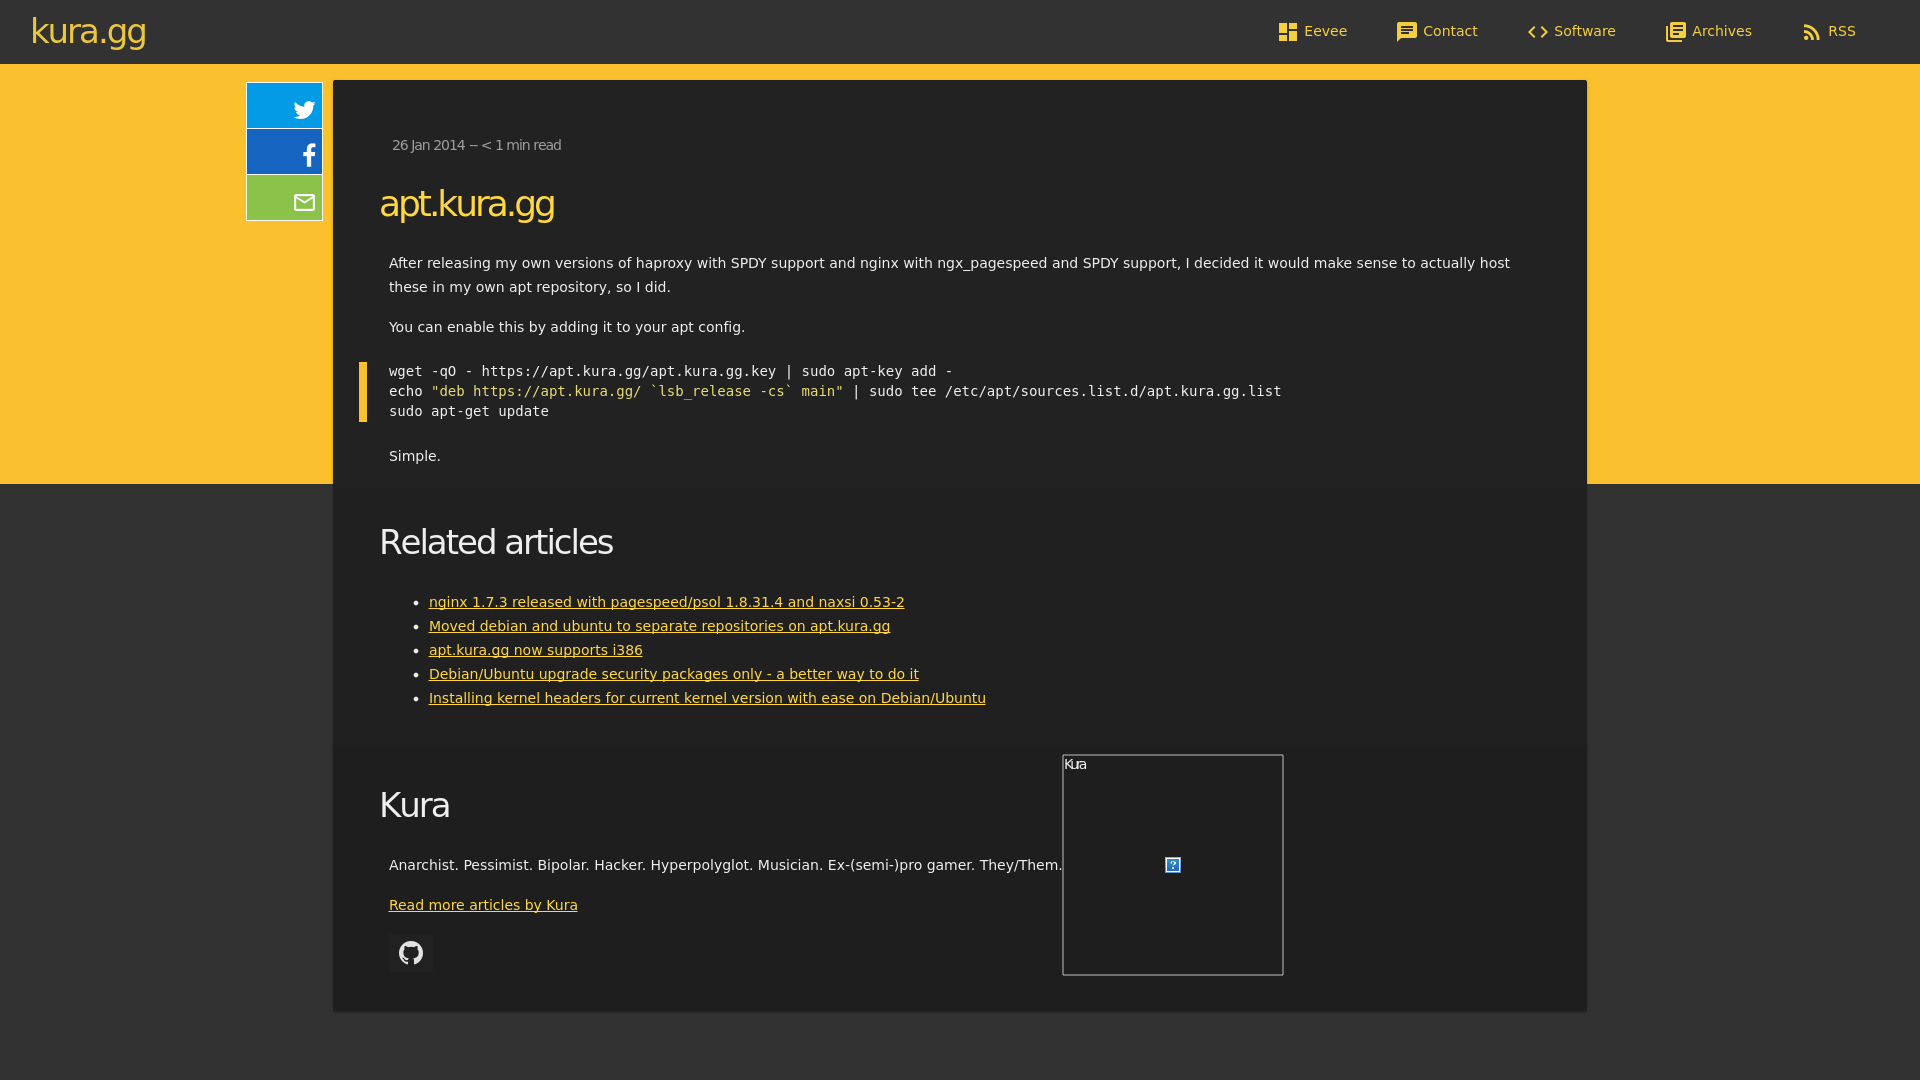 kura.gg
Eevee
Contact
Software
Archives
RSS
26 Jan 2014 -- < 1 min read
apt.kura.gg
After releasing my own versions of haproxy with SPDY support and nginx with ngx_pagespeed and SPDY support, I decided it would make sense to actually host
these in my own apt repository, so I did.
You can enable this by adding it to your apt config.
wget -qO - https://apt.kura.gg/apt.kura.gg.key | sudo apt-key add -
echo "deb https://apt.kura.gg/ `lsb_release -cs` main" | sudo tee /etc/apt/sources.list.d/apt.kura.gg.list
sudo apt-get update
Simple.
Related articles
nginx 1.7.3 released with pagespeed/psol 1.8.31.4 and naxsi 0.53-2
Moved debian and ubuntu to separate repositories on apt.kura.gg
apt.kura.gg now supports i386
Debian/Ubuntu upgrade security packages only - a better way to do it
Installing kernel headers for current kernel version with ease on Debian/Ubuntu
Kura
Kura
Anarchist. Pessimist. Bipolar. Hacker. Hyperpolyglot. Musician. Ex-(semi-)pro gamer. They/Them.
Read more articles by Kura